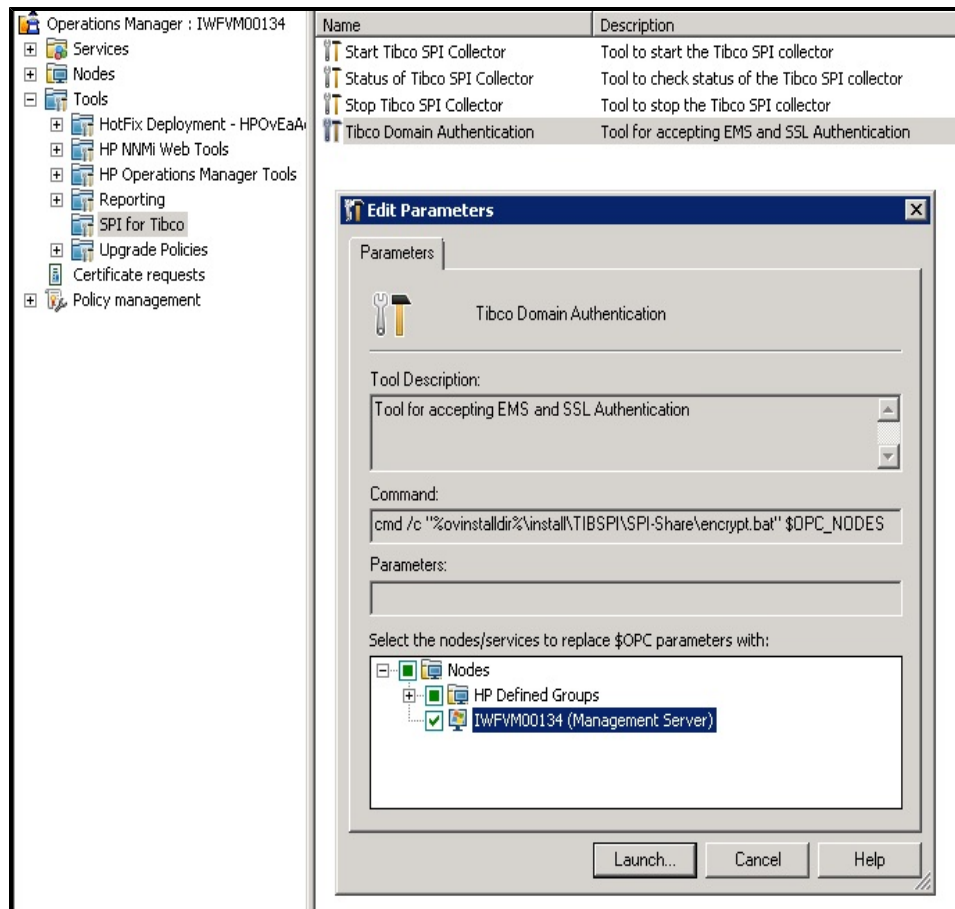 Operations Manager : IWFVM00134
Services
Nodes
Tools
HotFix Deployment - HPOvEaA
HP NNMi Web Tools
HP Operations Manager Tools
Reporting
SPI for Tibco
Upgrade Policies
Certificate requests
Policy management
Name Description
Start Tibco SPI Collector Tool to start the Tibco SPI collector
Status of Tibco SPI Collector Tool to check status of the Tibco SPI collector
Stop Tibco SPI Collector Tool to stop the Tibco SPI collector
Tibco Domain Authentication Tool for accepting EMS and SSL Authentication
Edit Parameters
Parameters
Tibco Domain Authentication
Tool Description:
Tool for accepting EMS and SSL Authentication
Command:
cmd /c "%ovinstalldir%\install\TIBSPI\SPI-Share\encrypt.bat" $OPC_NODES
Parameters:
Select the nodes/services to replace $OPC parameters with:
Nodes
HP Defined Groups
IWFVM00134 (Management Server)
Launch... Cancel Help